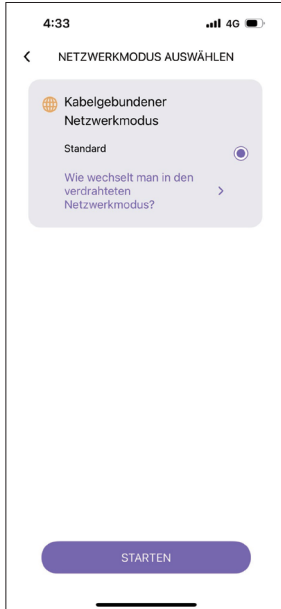 4:33 4G
NETZWERKMODUS AUSWÄHLEN
Kabelgebundener
Netzwerkmodus
Standard
Wie wechselt man in den
verdrahteten
Netzwerkmodus?
STARTEN